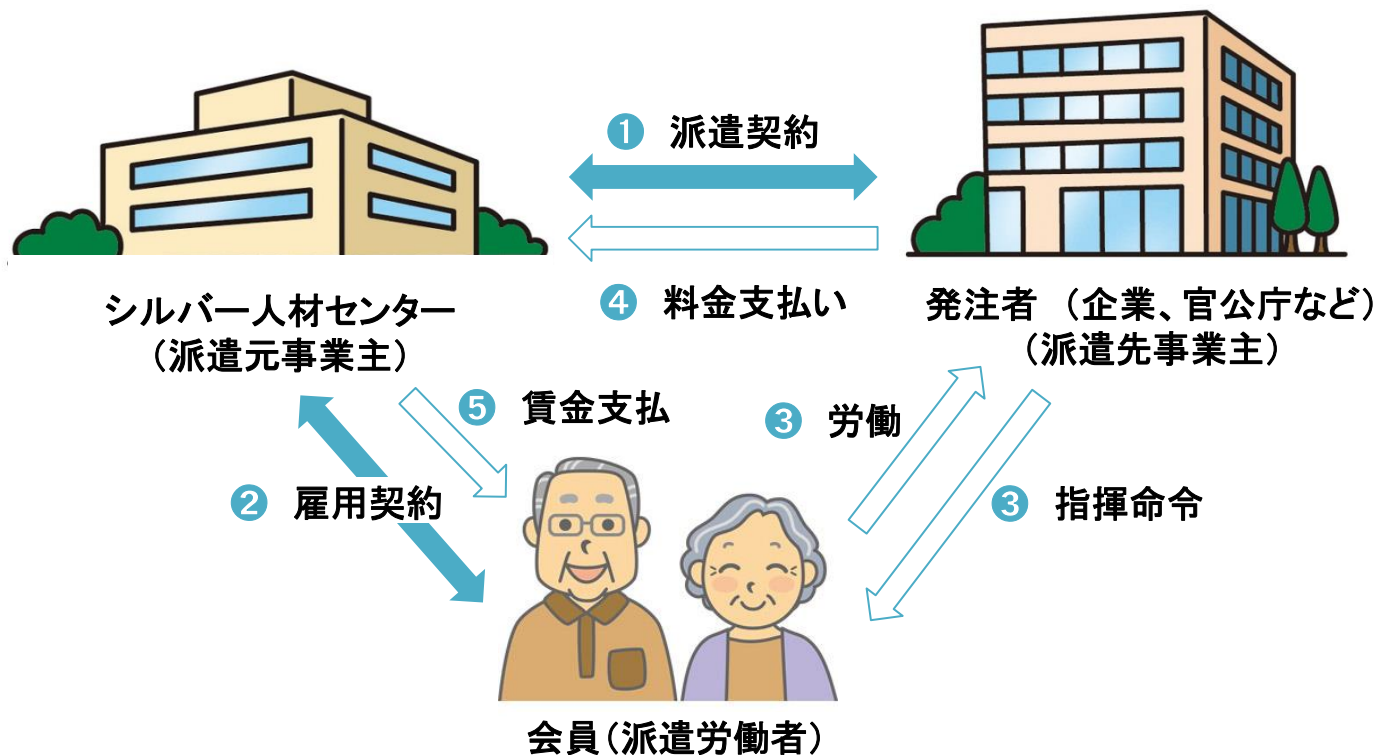 ❶ 派遣契約
❹ 料金支払い
シルバー人材センター
（派遣元事業主）
発注者 （企業、官公庁など）
（派遣先事業主）
❺ 賃金支払
❸ 労働
❷ 雇用契約
❸ 指揮命令
会員（派遣労働者）